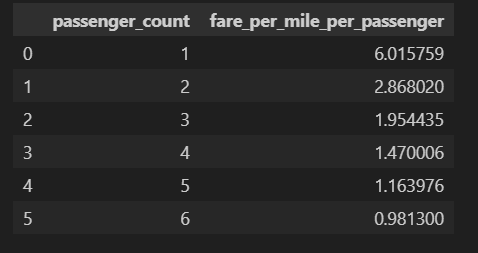 passenger_count fare_per_mile_per_passenger
0 1 6.015759
1 2 2.868020
2 3 1.954435
3 4 1.470006
4 5 1.163976
5 6 0.981300